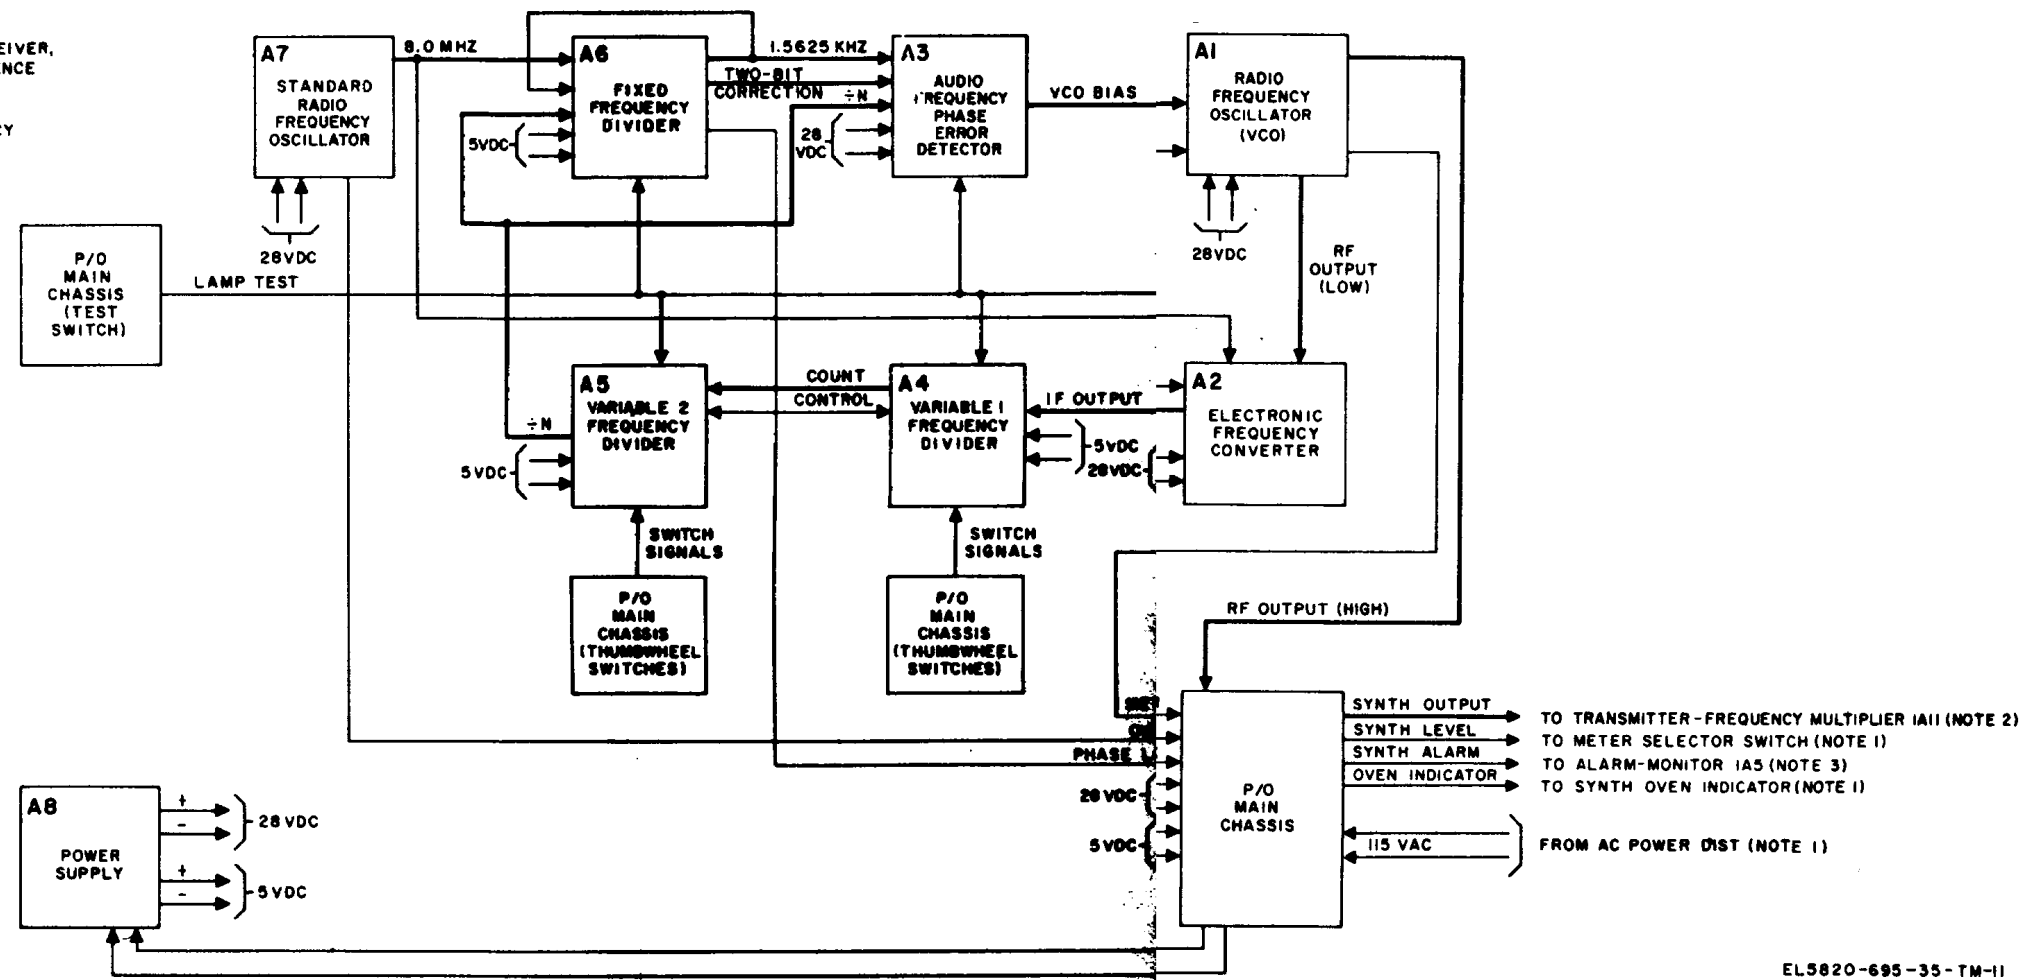 EIVER,
ENCE
CY
A7
STANDARD
RADIO
FREQUENCY
OSCILLATOR
28VDC
8.0 MHZ
A6
FIXED
FREQUENCY
DIVIDER
5VDC
1.5625 KHZ
TWO-BIT
CORRECTION
÷N
28
VDC
A3
AUDIO
FREQUENCY
PHASE
ERROR
DETECTOR
VCO BIAS
A1
RADIO
FREQUENCY
OSCILLATOR
(VCO)
28VDC
RF
OUTPUT
(LOW)
P/O
MAIN
CHASSIS
(TEST
SWITCH)
LAMP TEST
A5
VARIABLE 2
FREQUENCY
DIVIDER
÷N
5VDC
COUNT
CONTROL
A4
VARIABLE 1
FREQUENCY
DIVIDER
IF OUTPUT
5VDC
28VDC
A2
ELECTRONIC
FREQUENCY
CONVERTER
SWITCH
SIGNALS
SWITCH
SIGNALS
P/O
MAIN
CHASSIS
(THUMBWHEEL
SWITCHES)
P/O
MAIN
CHASSIS
(THUMBWHEEL
SWITCHES)
RF OUTPUT (HIGH)
PHASE
28 VDC
5VDC
P/O
MAIN
CHASSIS
SYNTH OUTPUT
TO TRANSMITTER-FREQUENCY MULTIPLIER 1A11 (NOTE 2)
SYNTH LEVEL
TO METER SELECTOR SWITCH (NOTE 1)
SYNTH ALARM
TO ALARM-MONITOR 1A5 (NOTE 3)
OVEN INDICATOR
TO SYNTH OVEN INDICATOR (NOTE 1)
115 VAC
FROM AC POWER DIST (NOTE 1)
A8
POWER
SUPPLY
+
-
28 VDC
+
-
5VDC
EL5820-695-35-TM-11